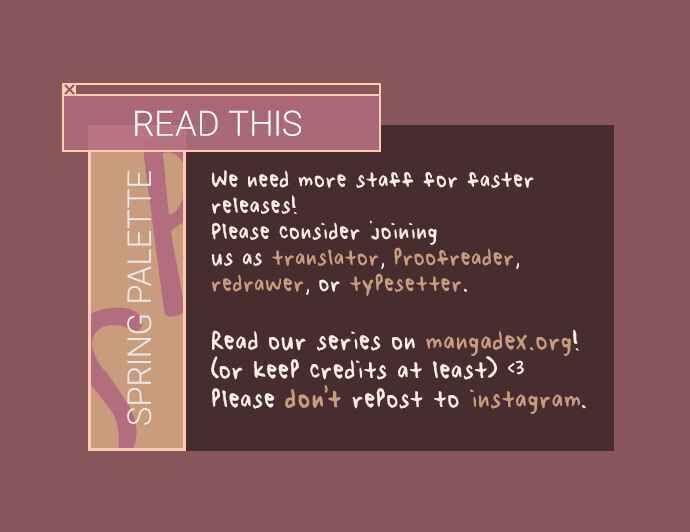 READ THIS
SPRING PALETTE
We need more staff for faster
releases!
Please consider joining
us as translator, proofreader,
redrawer, or typesetter.
Read our series on mangadex.org!
(or keep credits at least) <3
Please don't repost to instagram.